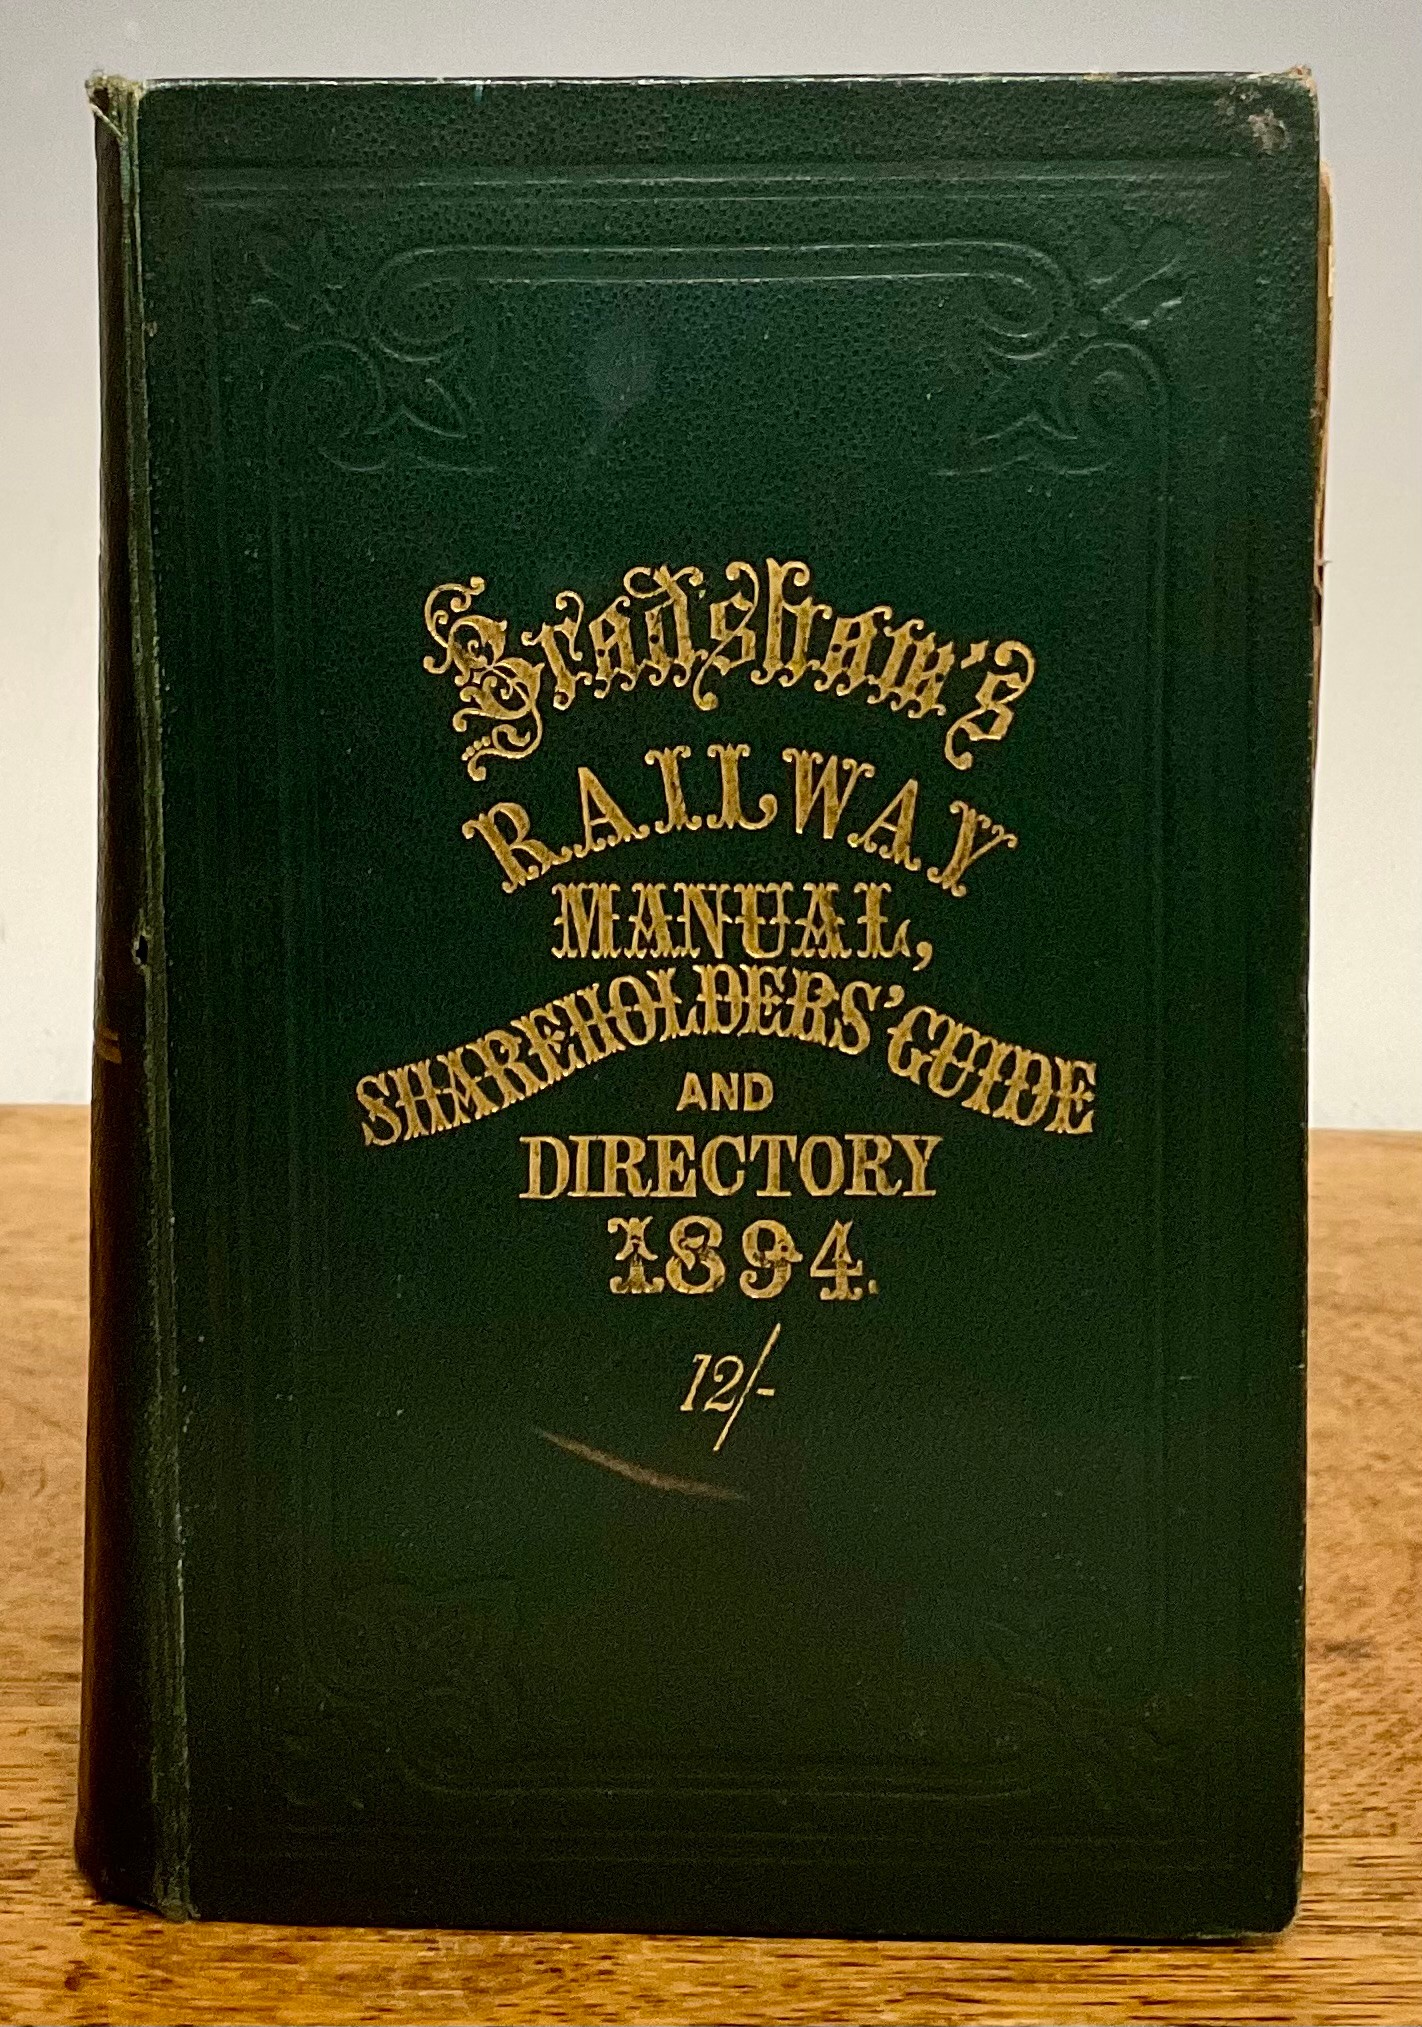 Bradshaw's
RAILWAY
MANUAL,
SHAREHOLDERS' GUIDE
AND
DIRECTORY
1894.
12/-